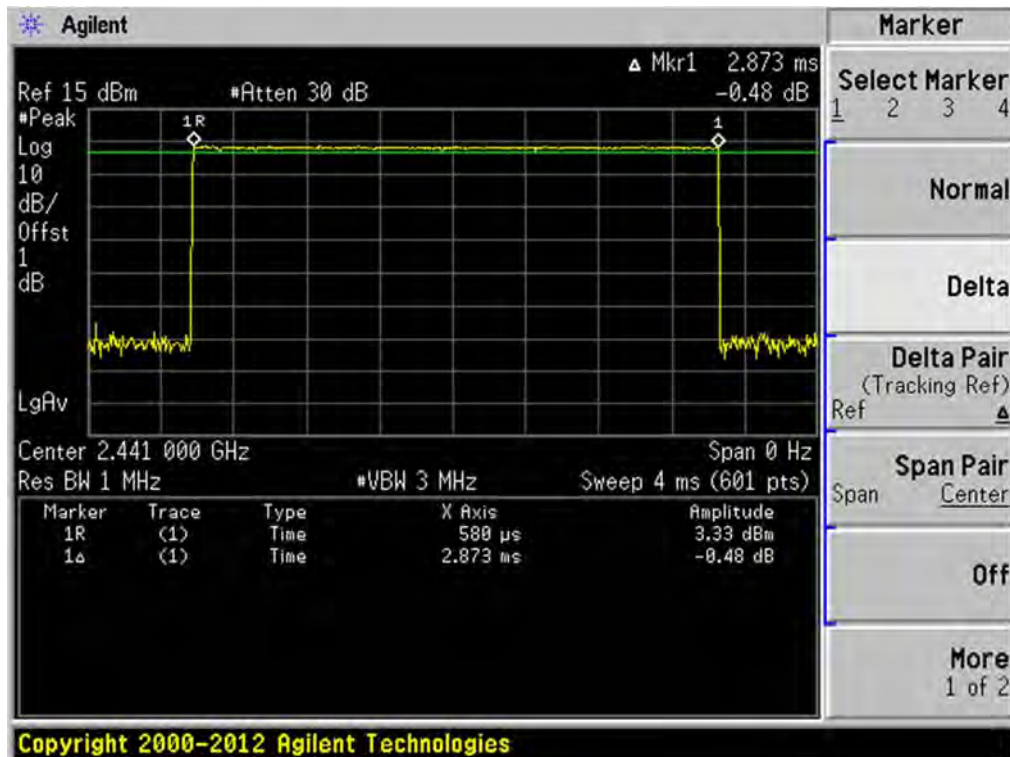 Agilent
Marker
Δ Mkr1 2.873 ms
Ref 15 dBm #Atten 30 dB -0.48 dB
#Peak
Log
10
dB/
Offst
1
dB
LgAv
1R
1
Center 2.441 000 GHz Span 0 Hz
Res BW 1 MHz #VBW 3 MHz Sweep 4 ms (601 pts)
Marker Trace Type X Axis Amplitude
1R (1) Time 580 µs 3.33 dBm
1Δ (1) Time 2.873 ms -0.48 dB
Select Marker
1 2 3 4
Normal
Delta
Delta Pair
(Tracking Ref)
Ref Δ
Span Pair
Span Center
Off
More
1 of 2
Copyright 2000-2012 Agilent Technologies